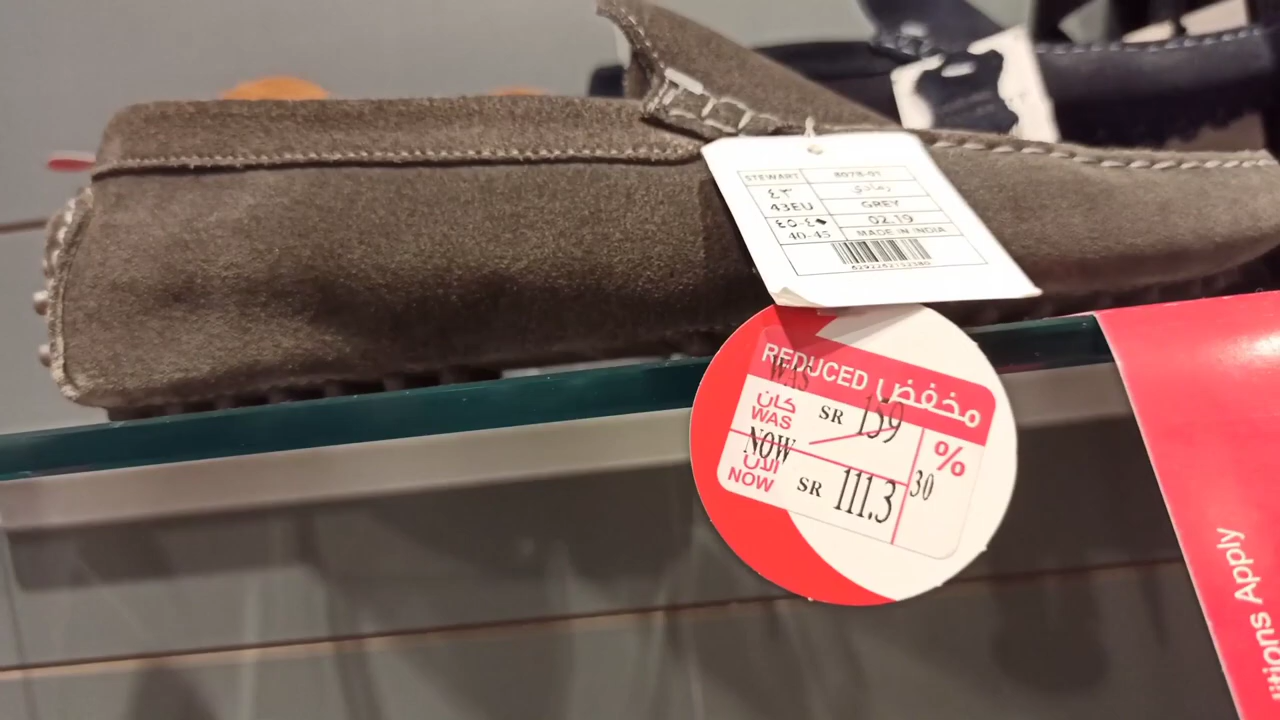 STEWART 8078-01
٤٣ رمادي
43EU GREY
٤٥-٤٠ 02.19
40-45 MADE IN INDIA
REDUCED مخفض
WAS
كان SR 159
WAS
NOW %
الآن SR 111.3 30
NOW
Apply